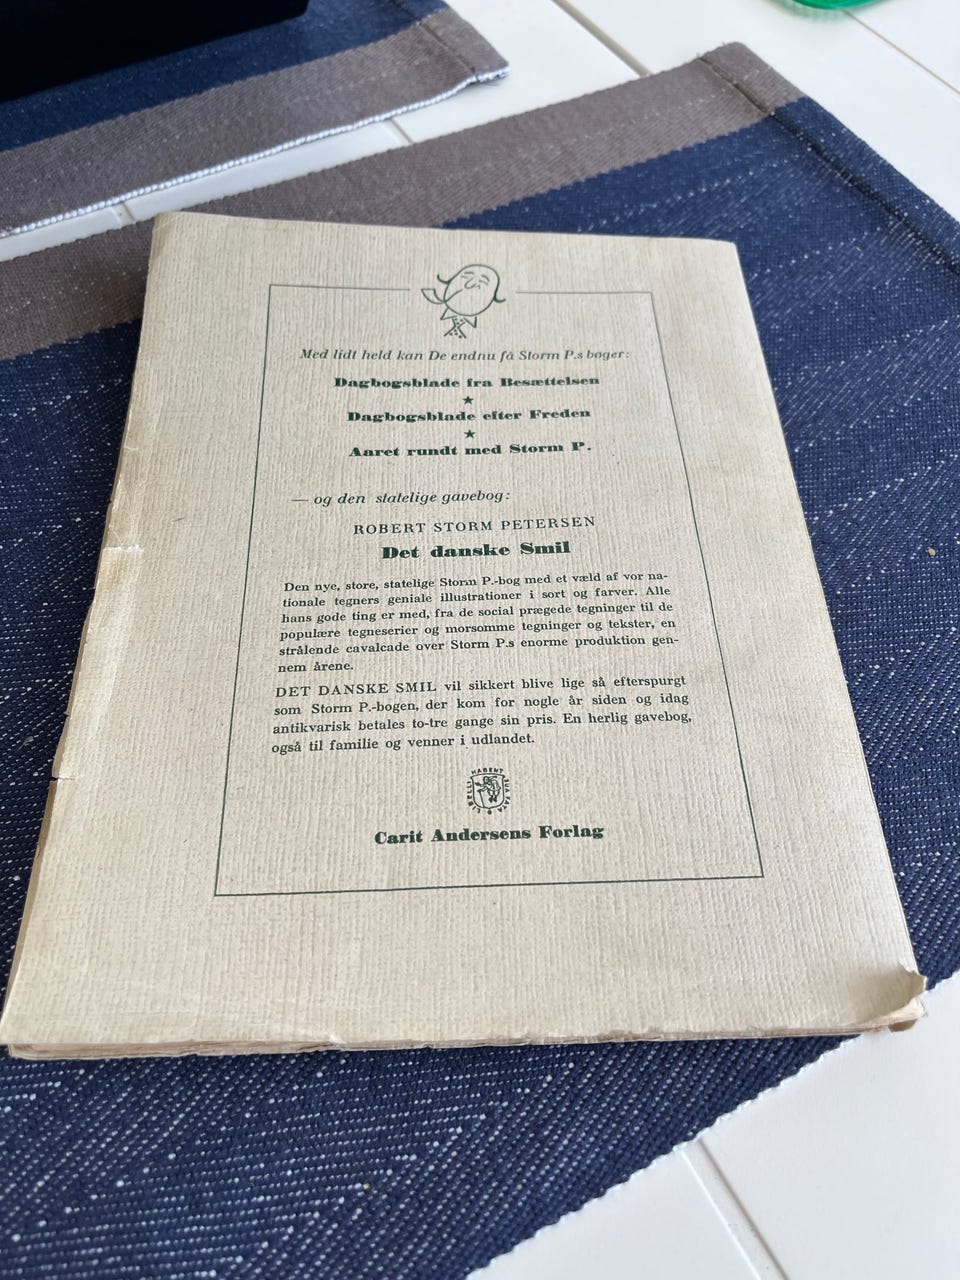 Med lidt held kan De endnu få Storm P.s bøger:
Dagbogsblade fra Besættelsen
★
Dagbogsblade efter Freden
★
Aaret rundt med Storm P.
— og den statelige gavebog:
ROBERT STORM PETERSEN
Det danske Smil
Den nye, store, statelige Storm P.-bog med et væld af vor na-
tionale tegners geniale illustrationer i sort og farver. Alle
hans gode ting er med, fra de social prægede tegninger til de
populære tegneserier og morsomme tegninger og tekster, en
strålende cavalcade over Storm P.s enorme produktion gen-
nem årene.
DET DANSKE SMIL vil sikkert blive lige så efterspurgt
som Storm P.-bogen, der kom for nogle år siden og idag
antikvarisk betales to-tre gange sin pris. En herlig gavebog,
også til familie og venner i udlandet.
HABENT SUA FATA LIBELLI
Carit Andersens Forlag